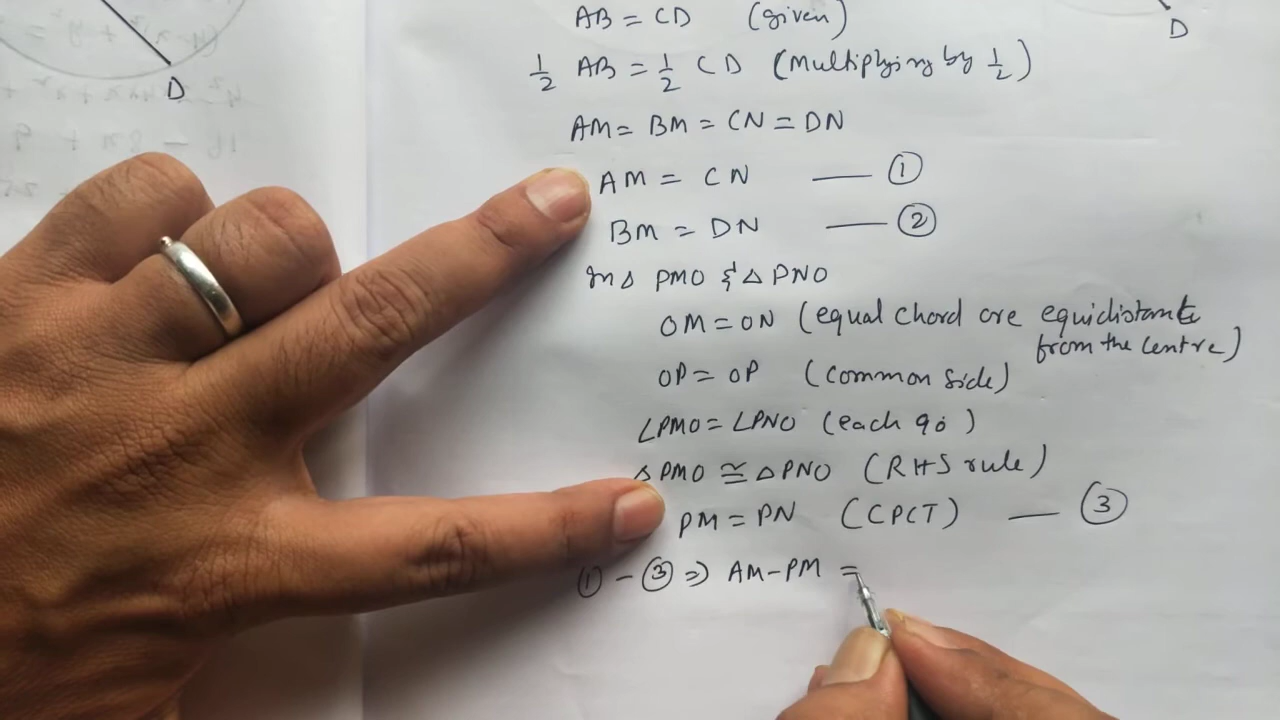 AB = CD (given)
D
1/2 AB = 1/2 CD (Multiplying by 1/2)
D
AM = BM = CN = DN
AM = CN — ①
BM = DN — ②
In △ PMO & △ PNO
OM = ON (equal chord are equidistant
from the centre)
OP = OP (common side)
∠PMO = ∠PNO (each 90°)
△ PMO ≅ △ PNO (RHS rule)
PM = PN (CPCT) — ③
① – ③ ⇒ AM – PM =